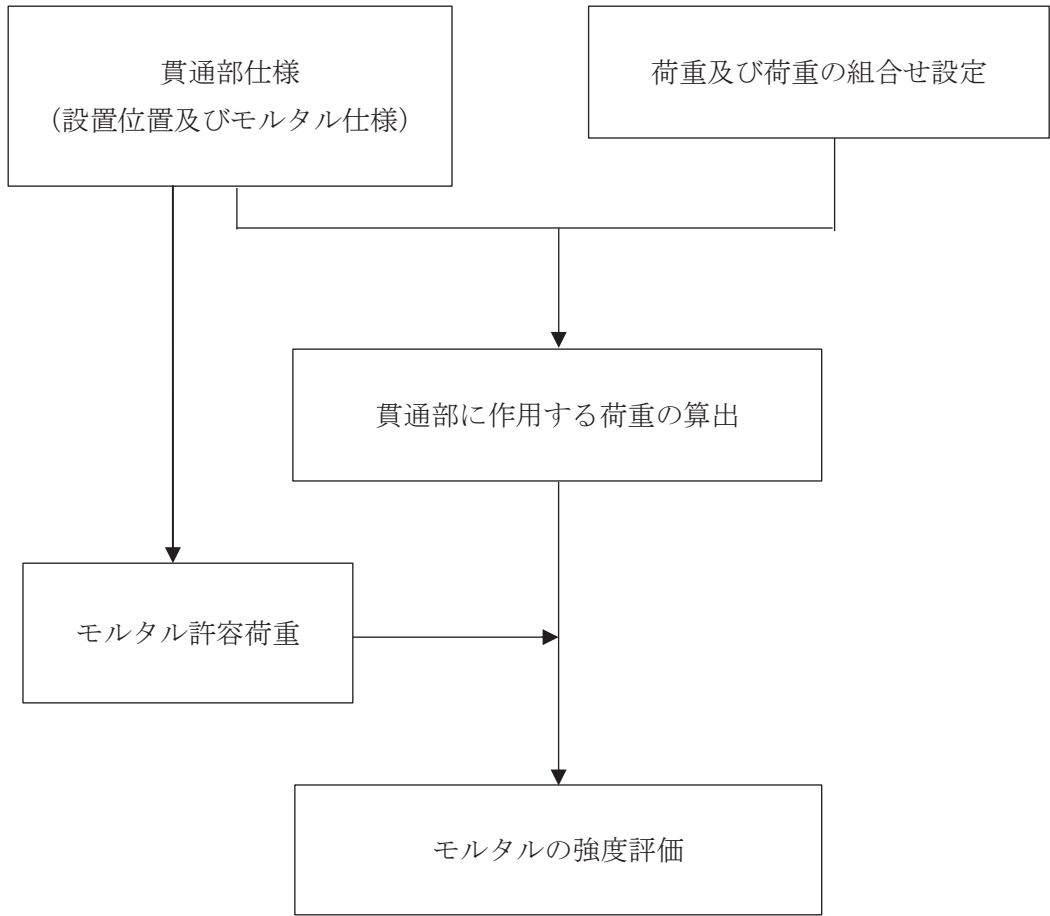 貫通部仕様
(設置位置及びモルタル仕様)
荷重及び荷重の組合せ設定
貫通部に作用する荷重の算出
モルタル許容荷重
モルタルの強度評価